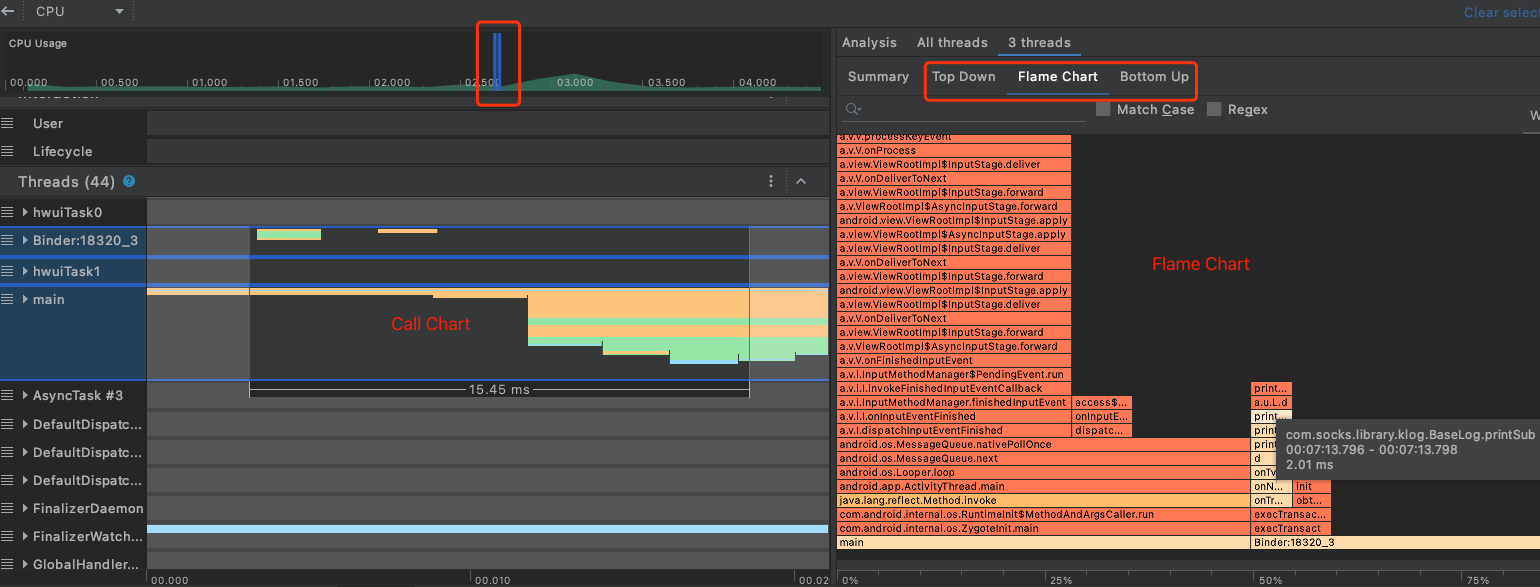 CPU
Clear selec
CPU Usage
00.000
00.500
01.000
01.500
02.000
02.500
03.000
03.500
04.000
Interaction
User
Lifecycle
Threads (44)
hwuiTask0
Binder:18320_3
hwuiTask1
main
Call Chart
15.45 ms
AsyncTask #3
DefaultDispatc...
DefaultDispatc...
DefaultDispatc...
FinalizerDaemon
FinalizerWatch...
GlobalHandler...
00.000
00.010
00.02
Analysis
All threads
3 threads
Summary
Top Down
Flame Chart
Bottom Up
Match Case
Regex
W
a.v.V.processKeyEvent
a.v.V.onProcess
a.view.ViewRootImpl$InputStage.deliver
a.v.V.onDeliverToNext
a.view.ViewRootImpl$InputStage.forward
a.v.ViewRootImpl$AsyncInputStage.forward
android.view.ViewRootImpl$InputStage.apply
a.view.ViewRootImpl$AsyncInputStage.apply
a.view.ViewRootImpl$InputStage.deliver
a.v.V.onDeliverToNext
a.view.ViewRootImpl$InputStage.forward
android.view.ViewRootImpl$InputStage.apply
a.view.ViewRootImpl$InputStage.deliver
a.v.V.onDeliverToNext
a.view.ViewRootImpl$InputStage.forward
a.v.ViewRootImpl$AsyncInputStage.forward
a.v.V.onFinishedInputEvent
a.v.i.InputMethodManager$PendingEvent.run
a.v.i.I.invokeFinishedInputEventCallback
a.v.i.InputMethodManager.finishedInputEvent
access$...
a.v.i.I.onInputEventFinished
onInputE...
a.v.i.I.dispatchInputEventFinished
dispatc...
android.os.MessageQueue.nativePollOnce
android.os.MessageQueue.next
android.os.Looper.loop
android.app.ActivityThread.main
java.lang.reflect.Method.invoke
com.android.internal.os.RuntimeInit$MethodAndArgsCaller.run
com.android.internal.os.ZygoteInit.main
main
Flame Chart
print...
a.u.L.d
print...
print
print
d
onTv
onN...
init
onTr...
obt...
execTransac...
execTransact
Binder:18320_3
com.socks.library.klog.BaseLog.printSub
00:07:13.796 - 00:07:13.798
2.01 ms
0%
25%
50%
75%